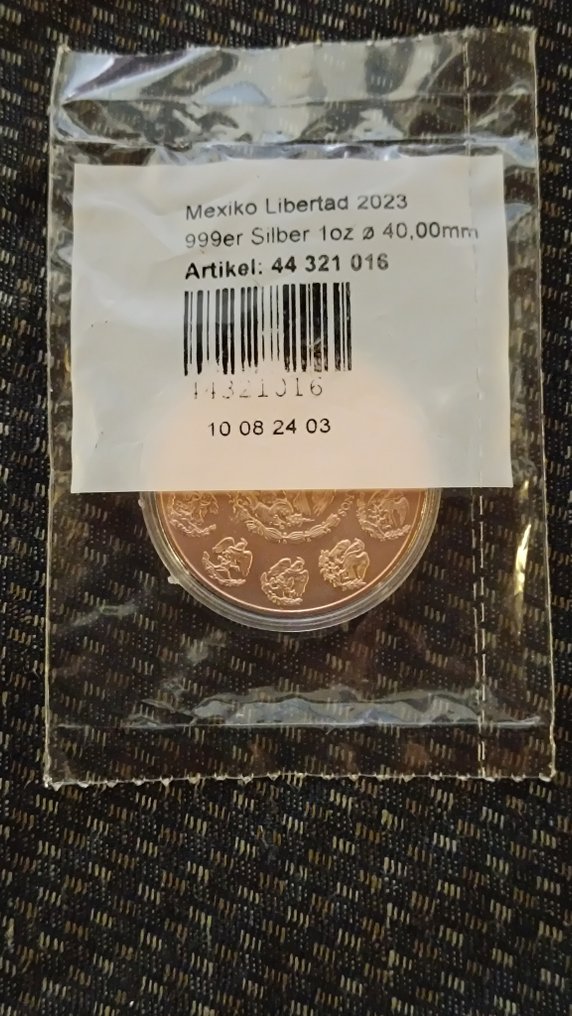 Mexiko Libertad 2023
999er Silber 1oz ø 40,00mm
Artikel: 44 321 016
44321016
10 08 24 03